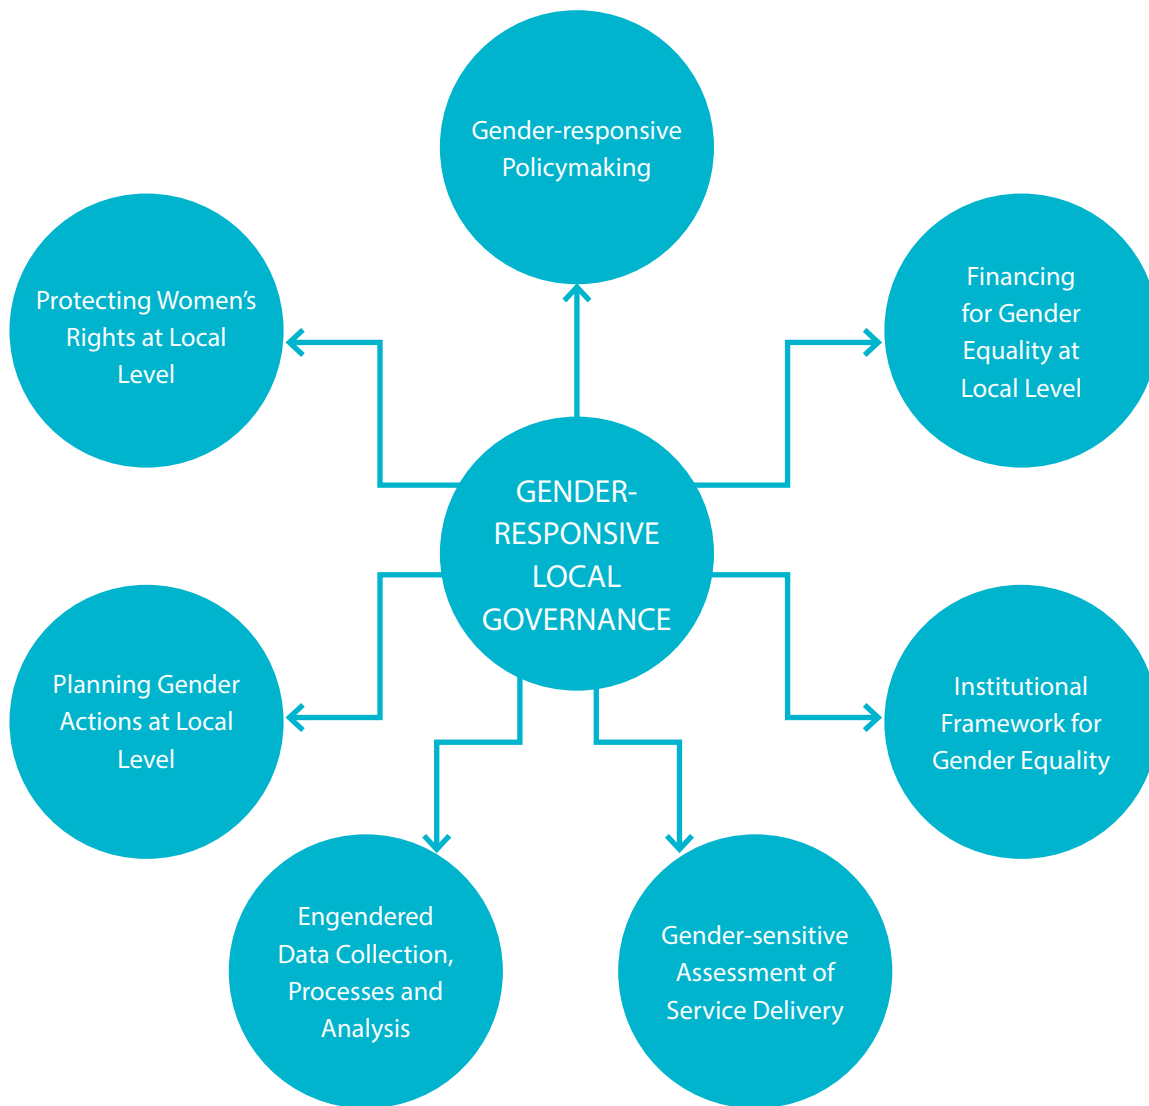 Gender-responsive
Policymaking
Protecting Women’s
Rights at Local
Level
Financing
for Gender
Equality at
Local Level
GENDER-
RESPONSIVE
LOCAL
GOVERNANCE
Planning Gender
Actions at Local
Level
Institutional
Framework for
Gender Equality
Engendered
Data Collection,
Processes and
Analysis
Gender-sensitive
Assessment of
Service Delivery